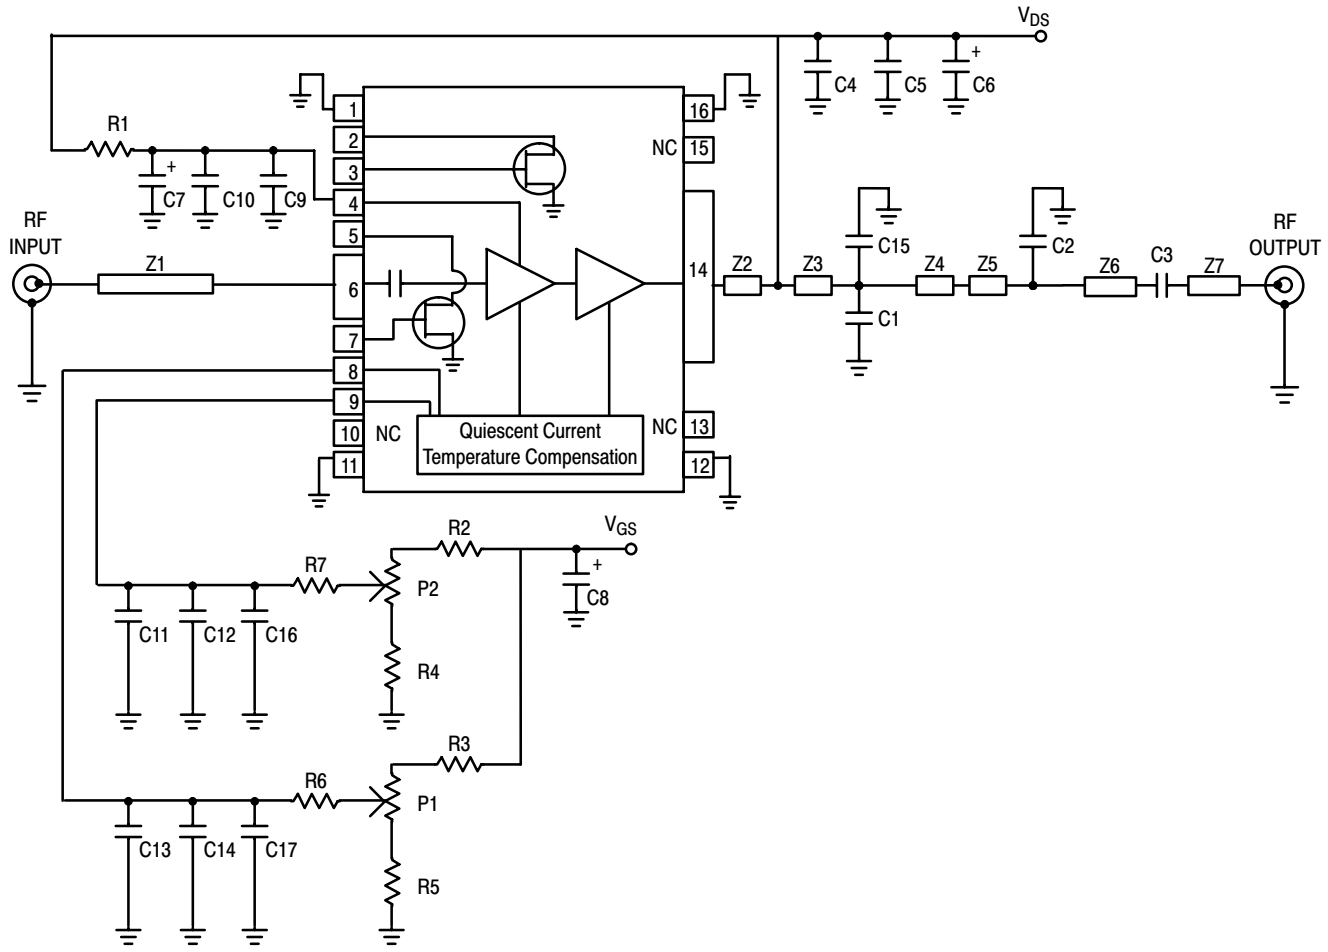 VDS
C4
C5
+
C6
R1
+
C7
C10
C9
1
2
3
4
5
6
7
8
9
10
11
NC
16
NC
15
14
NC
13
12
Quiescent Current
Temperature Compensation
RF
INPUT
Z1
Z2
Z3
C15
C1
Z4
Z5
C2
Z6
C3
Z7
RF
OUTPUT
VGS
+
C8
R2
R7
P2
C11
C12
C16
R4
R3
R6
P1
C13
C14
C17
R5